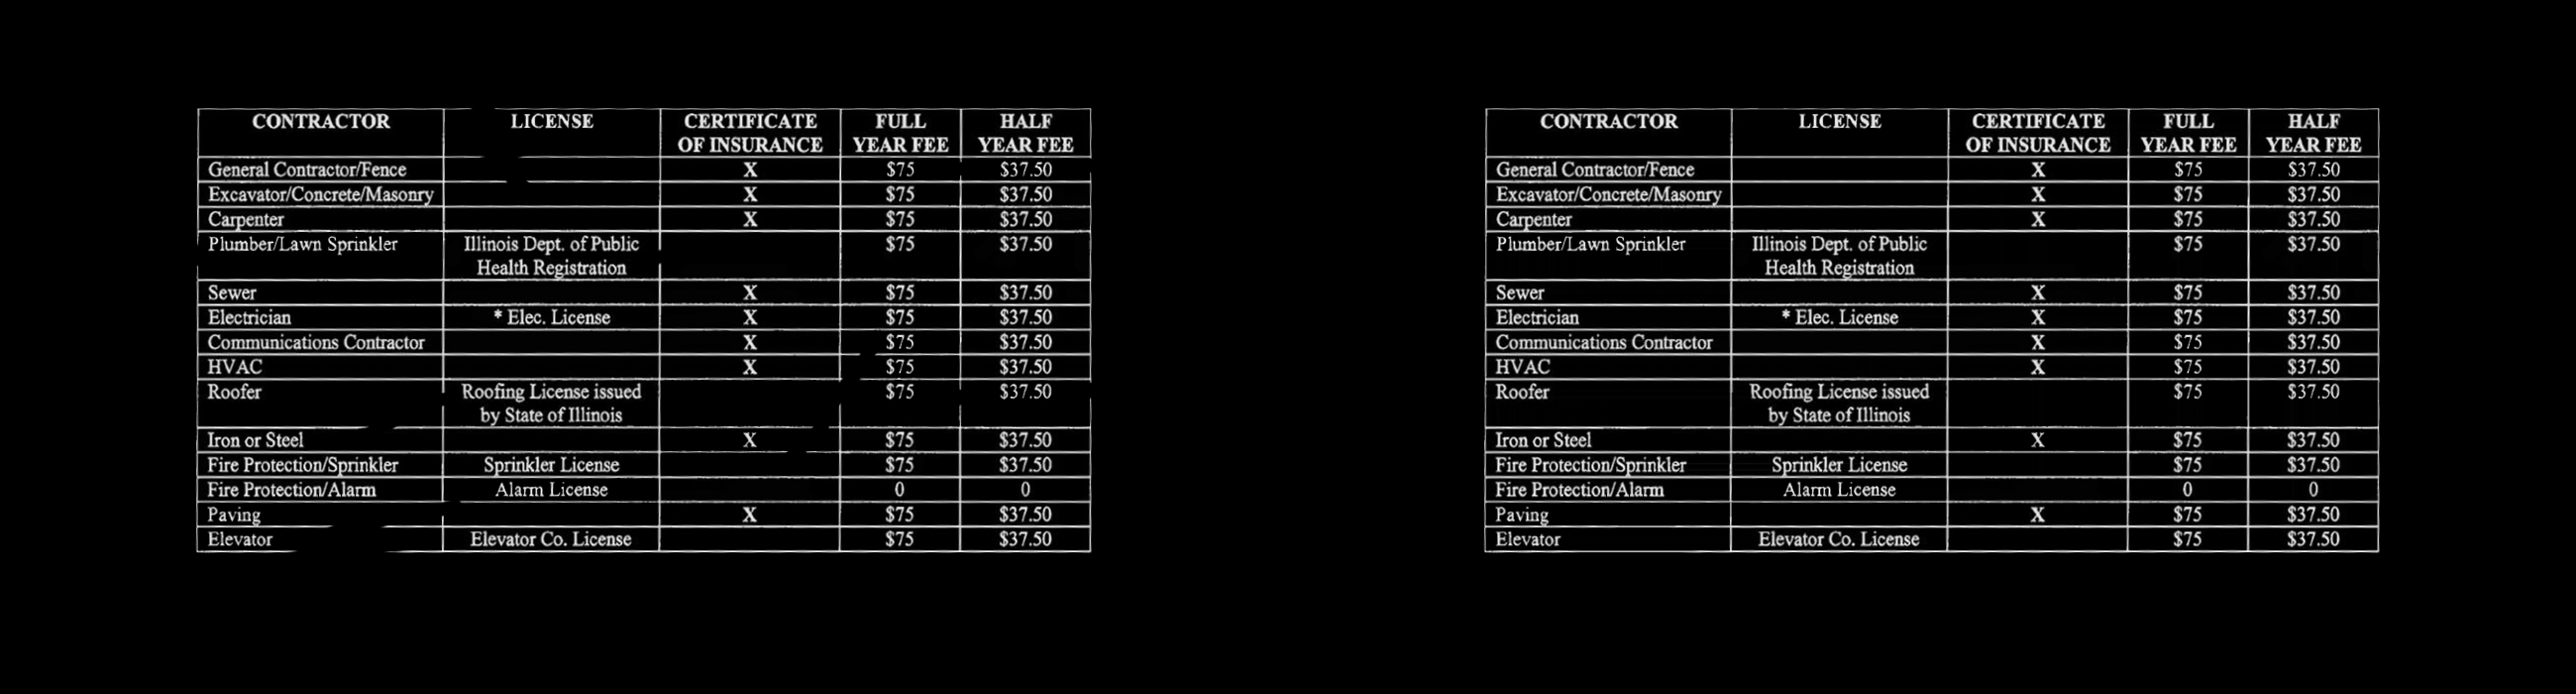 CONTRACTOR LICENSE CERTIFICATE OF INSURANCE FULL YEAR FEE HALF YEAR FEE
General Contractor/Fence X $75 $37.50
Excavator/Concrete/Masonry X $75 $37.50
Carpenter X $75 $37.50
Plumber/Lawn Sprinkler Illinois Dept. of Public Health Registration $75 $37.50
Sewer X $75 $37.50
Electrician * Elec. License X $75 $37.50
Communications Contractor X $75 $37.50
HVAC X $75 $37.50
Roofer Roofing License issued by State of Illinois $75 $37.50
Iron or Steel X $75 $37.50
Fire Protection/Sprinkler Sprinkler License $75 $37.50
Fire Protection/Alarm Alarm License 0 0
Paving X $75 $37.50
Elevator Elevator Co. License $75 $37.50
CONTRACTOR LICENSE CERTIFICATE OF INSURANCE FULL YEAR FEE HALF YEAR FEE
General Contractor/Fence X $75 $37.50
Excavator/Concrete/Masonry X $75 $37.50
Carpenter X $75 $37.50
Plumber/Lawn Sprinkler Illinois Dept. of Public Health Registration $75 $37.50
Sewer X $75 $37.50
Electrician * Elec. License X $75 $37.50
Communications Contractor X $75 $37.50
HVAC X $75 $37.50
Roofer Roofing License issued by State of Illinois $75 $37.50
Iron or Steel X $75 $37.50
Fire Protection/Sprinkler Sprinkler License $75 $37.50
Fire Protection/Alarm Alarm License 0 0
Paving X $75 $37.50
Elevator Elevator Co. License $75 $37.50